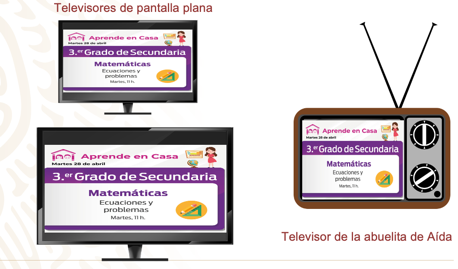 Televisores de pantalla plana
Aprende en Casa
Martes 28 de abril
3.er Grado de Secundaria
Matemáticas
Ecuaciones y
problemas
Martes, 11 h.
Aprende en Casa
Martes 28 de abril
3.er Grado de Secundaria
Matemáticas
Ecuaciones y
problemas
Martes, 11 h.
Aprende en Casa
Martes 28 de abril
3.er Grado de Secundaria
Matemáticas
Ecuaciones y
problemas
Martes, 11 h.
Televisor de la abuelita de Aída